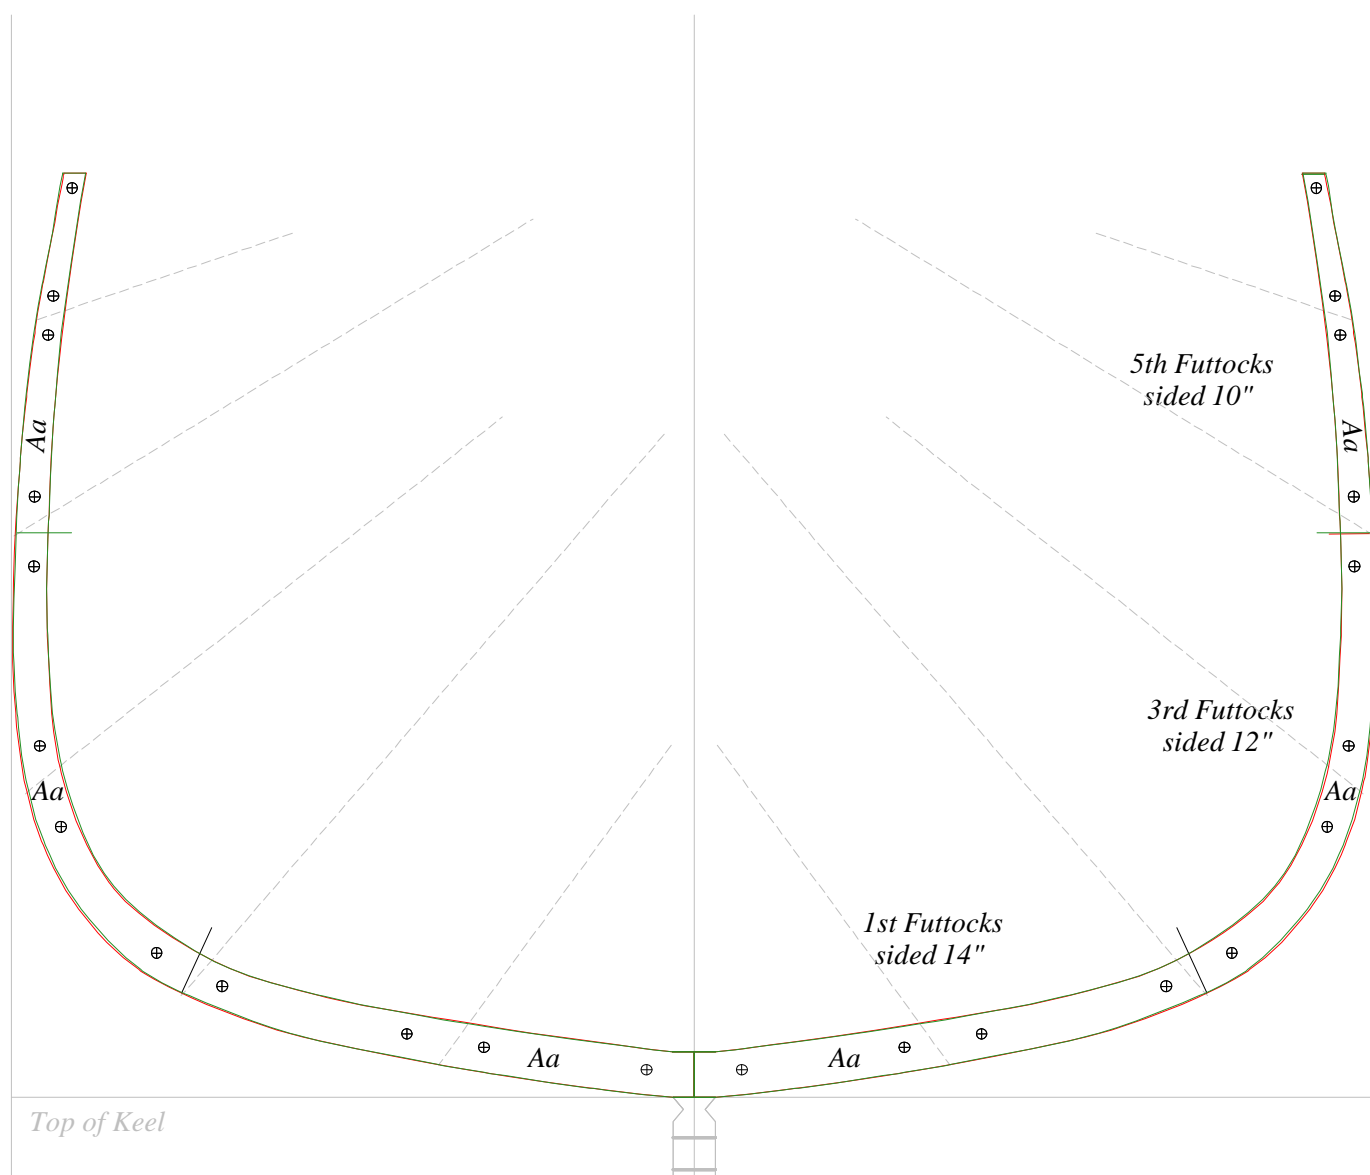 5th Futtocks
sided 10"
Aa
Aa
3rd Futtocks
sided 12"
Aa
Aa
1st Futtocks
sided 14"
Aa
Aa
Top of Keel